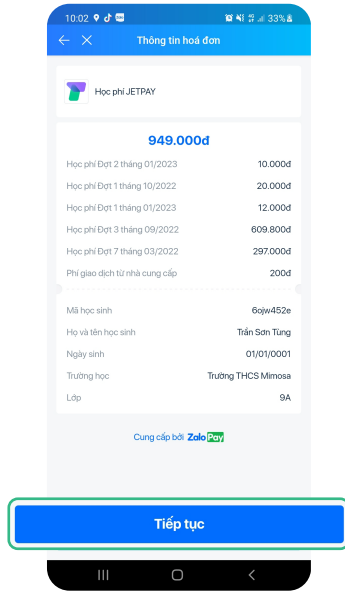 10:02 Zalo 33%
Thông tin hoá đơn
Học phí JETPAY
949.000đ
Học phí Đợt 2 tháng 01/2023 10.000đ
Học phí Đợt 1 tháng 10/2022 20.000đ
Học phí Đợt 1 tháng 01/2023 12.000đ
Học phí Đợt 3 tháng 09/2022 609.800đ
Học phí Đợt 7 tháng 03/2022 297.000đ
Phí giao dịch từ nhà cung cấp 200đ
Mã học sinh 6ojw452e
Họ và tên học sinh Trần Sơn Tùng
Ngày sinh 01/01/0001
Trường học Trường THCS Mimosa
Lớp 9A
Cung cấp bởi Zalo Pay
Tiếp tục